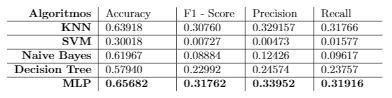 Algoritmos Accuracy F1 - Score Precision Recall
KNN 0.63918 0.30760 0.329157 0.31766
SVM 0.30018 0.00727 0.00473 0.01577
Naive Bayes 0.61967 0.08884 0.12426 0.09617
Decision Tree 0.57940 0.22992 0.24574 0.23757
MLP 0.65682 0.31762 0.33952 0.31916